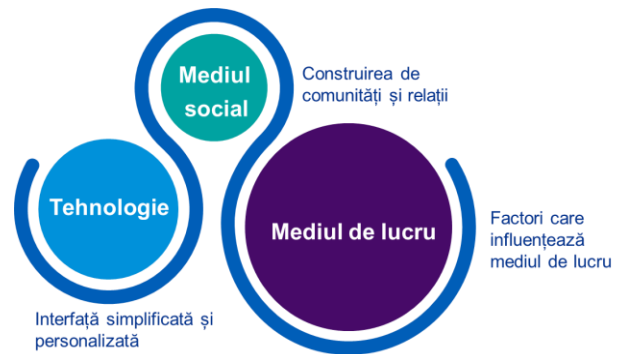 Mediul
social
Construirea de
comunități și relații
Tehnologie
Mediul de lucru
Factori care
influențează
mediul de lucru
Interfață simplificată și
personalizată